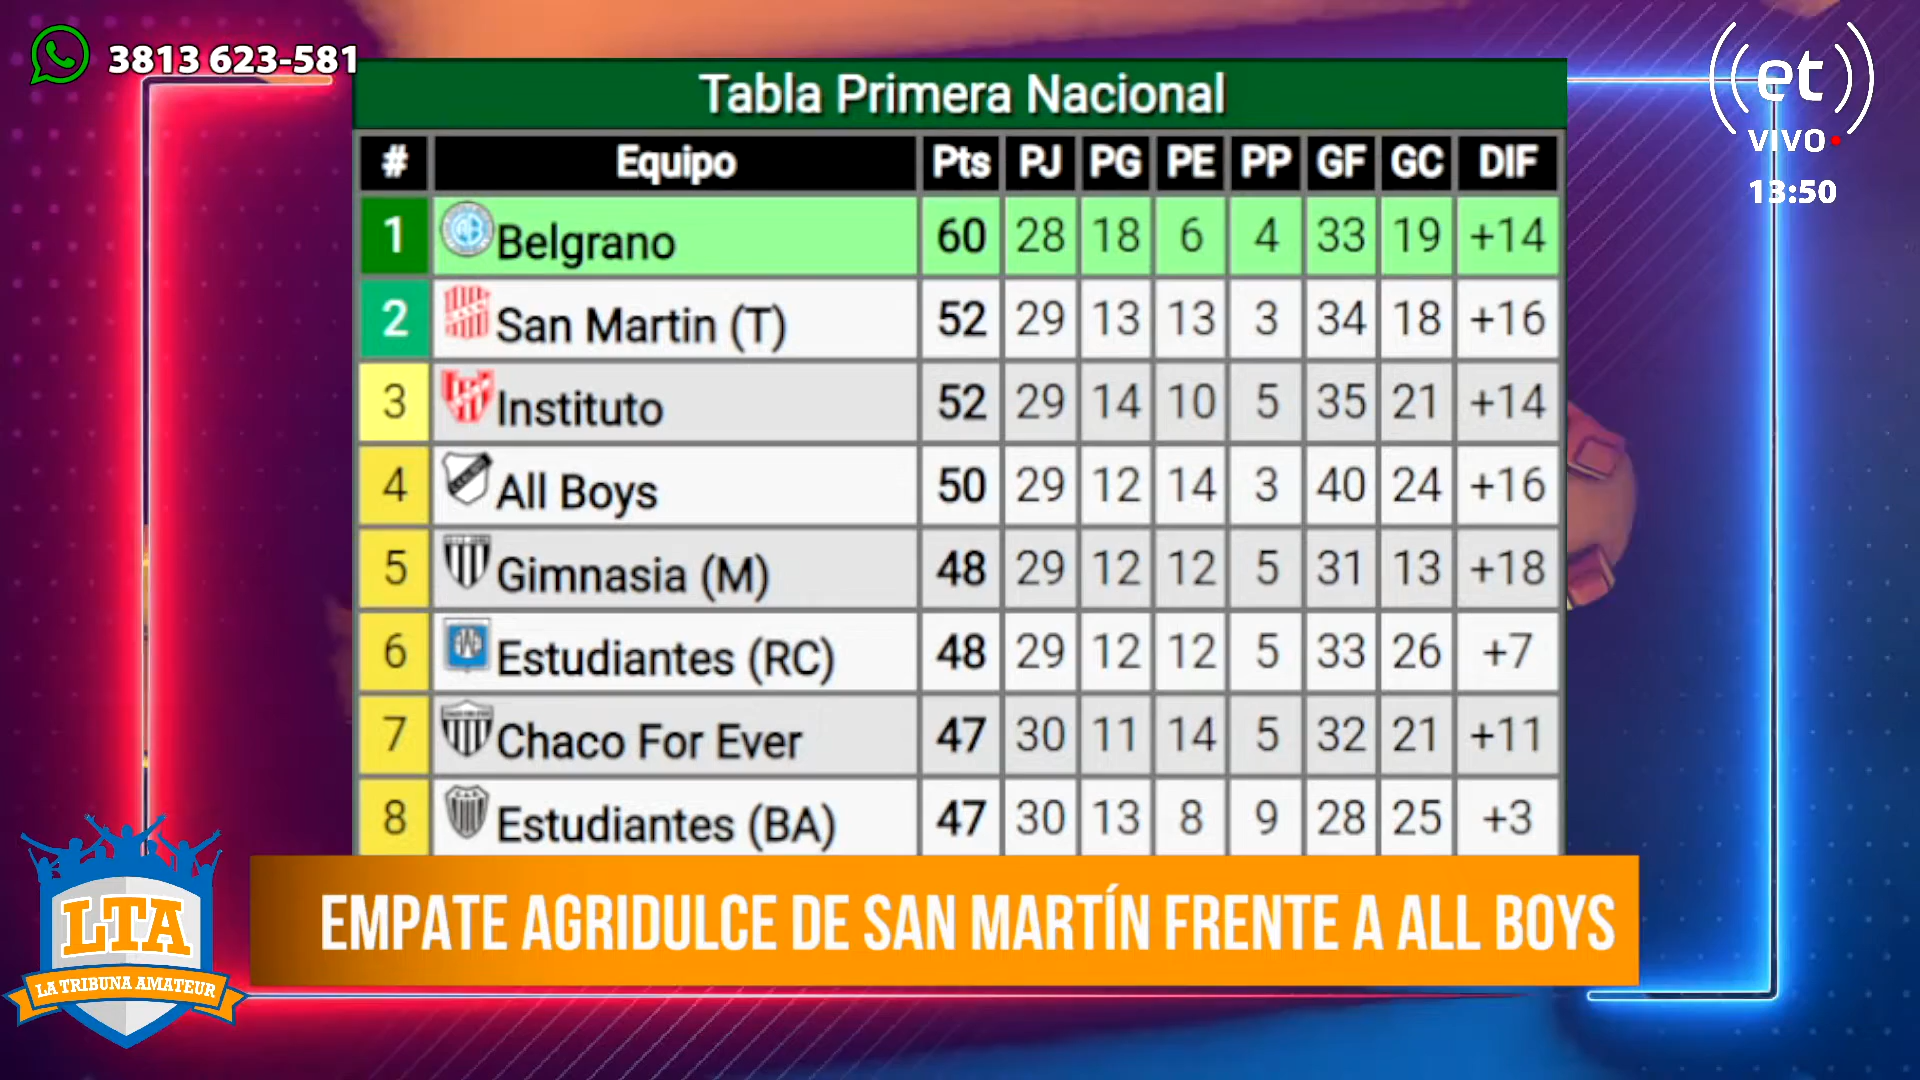 3813 623-581
et
VIVO
13:50
Tabla Primera Nacional
# Equipo Pts PJ PG PE PP GF GC DIF
1 Belgrano 60 28 18 6 4 33 19 +14
2 San Martin (T) 52 29 13 13 3 34 18 +16
3 Instituto 52 29 14 10 5 35 21 +14
4 All Boys 50 29 12 14 3 40 24 +16
5 Gimnasia (M) 48 29 12 12 5 31 13 +18
6 Estudiantes (RC) 48 29 12 12 5 33 26 +7
7 Chaco For Ever 47 30 11 14 5 32 21 +11
8 Estudiantes (BA) 47 30 13 8 9 28 25 +3
EMPATE AGRIDULCE DE SAN MARTÍN FRENTE A ALL BOYS
LTA
LA TRIBUNA AMATEUR